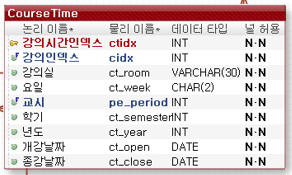 CourseTime
논리 이름* 물리 이름* 데이터 타입 널 허용
강의시간인덱스 ctidx INT N·N
강의인덱스 cidx INT N·N
강의실 ct_room VARCHAR(30) N·N
요일 ct_week CHAR(2) N·N
교시 pe_period INT N·N
학기 ct_semester INT N·N
년도 ct_year INT N·N
개강날짜 ct_open DATE N·N
종강날짜 ct_close DATE N·N